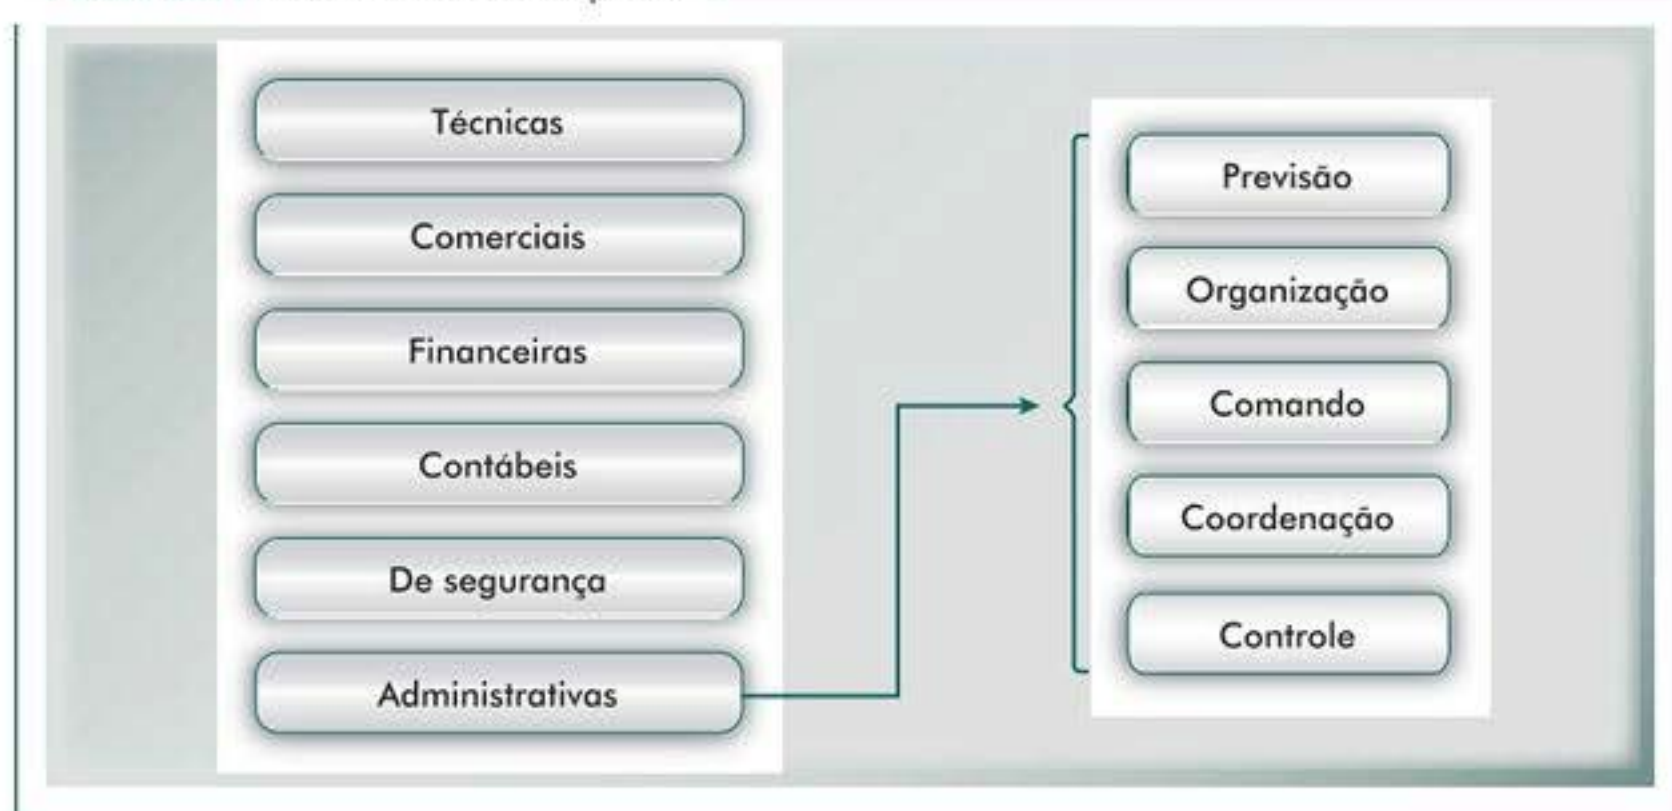 Técnicas
Comerciais
Financeiras
Contábeis
De segurança
Administrativas
Previsão
Organização
Comando
Coordenação
Controle